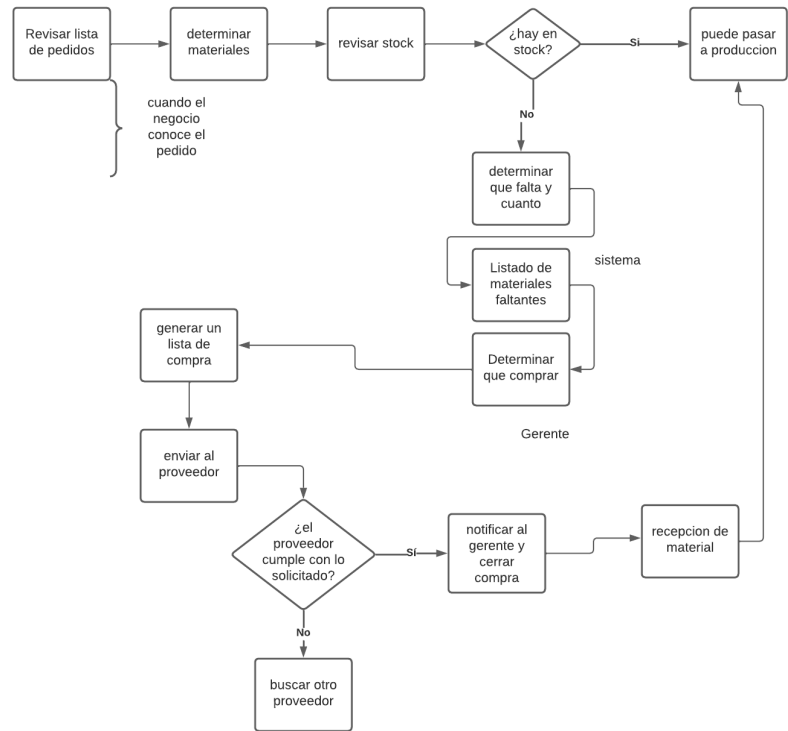 Revisar lista
de pedidos
determinar
materiales
revisar stock
¿hay en
stock?
Si
puede pasar
a produccion
cuando el
negocio
conoce el
pedido
No
determinar
que falta y
cuanto
Listado de
materiales
faltantes
sistema
Determinar
que comprar
Gerente
generar un
lista de
compra
enviar al
proveedor
¿el
proveedor
cumple con lo
solicitado?
Sí
notificar al
gerente y
cerrar
compra
recepcion de
material
No
buscar otro
proveedor